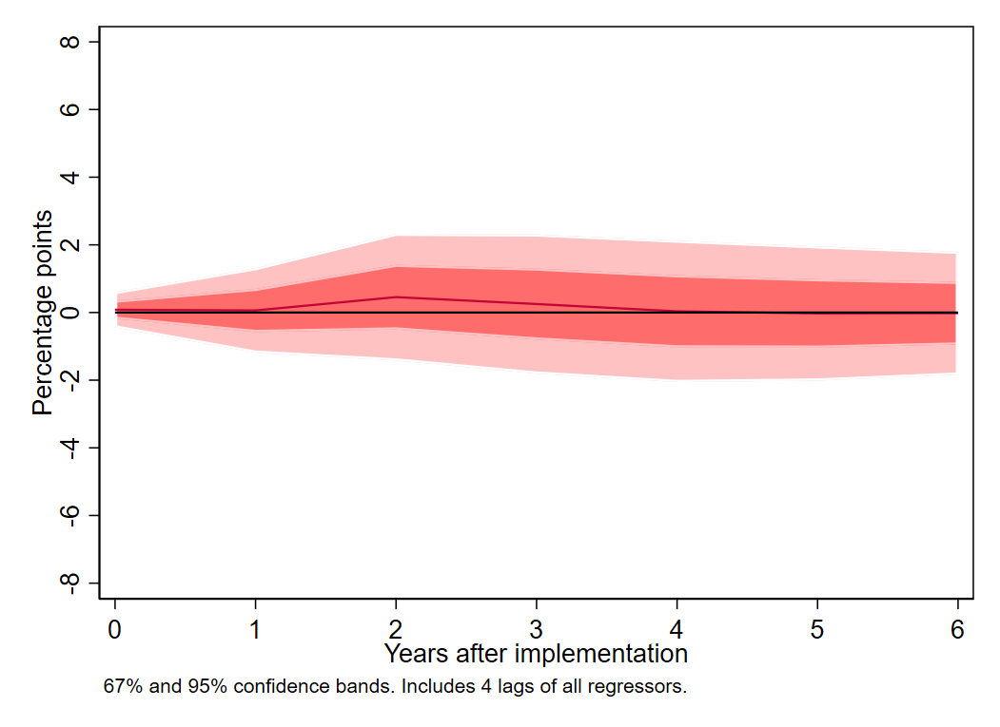 8
6
4
2
0
-2
-4
-6
-8
Percentage points
0 1 2 3 4 5 6
Years after implementation
67% and 95% confidence bands. Includes 4 lags of all regressors.